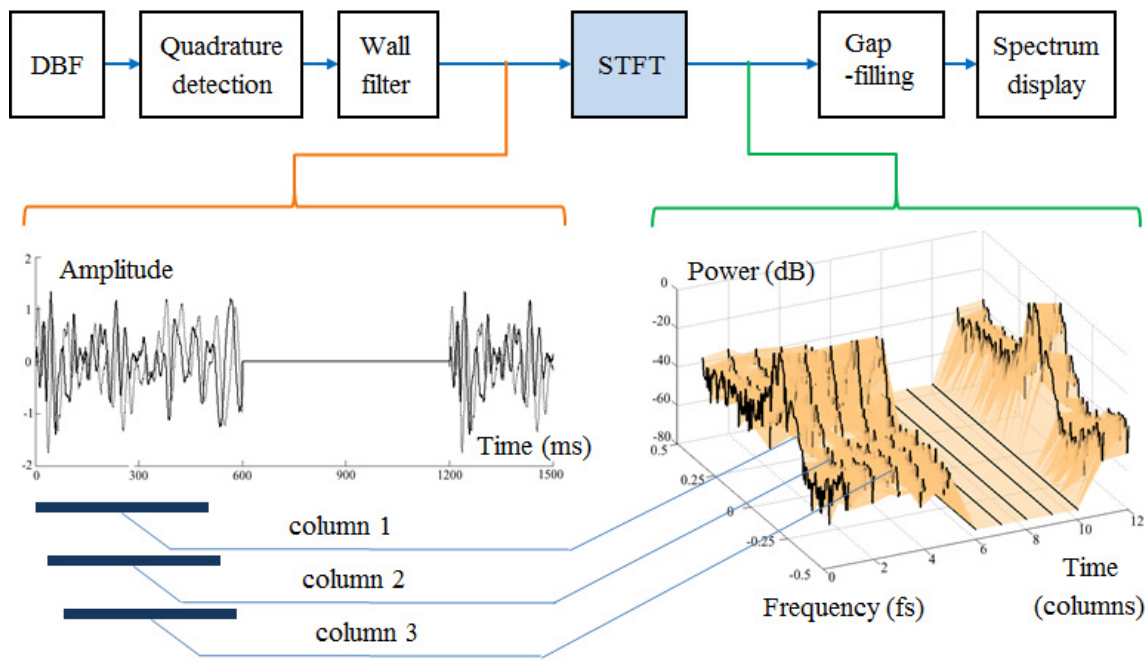 DBF
Quadrature
detection
Wall
filter
STFT
Gap
-filling
Spectrum
display
Amplitude
2
1
0
-1
-2
0
300
600
900
1200
1500
Time (ms)
column 1
column 2
column 3
Power (dB)
0
-20
-40
-60
-80
0.5
0.25
0
-0.25
-0.5
0
2
4
6
8
10
12
Frequency (fs)
Time
(columns)